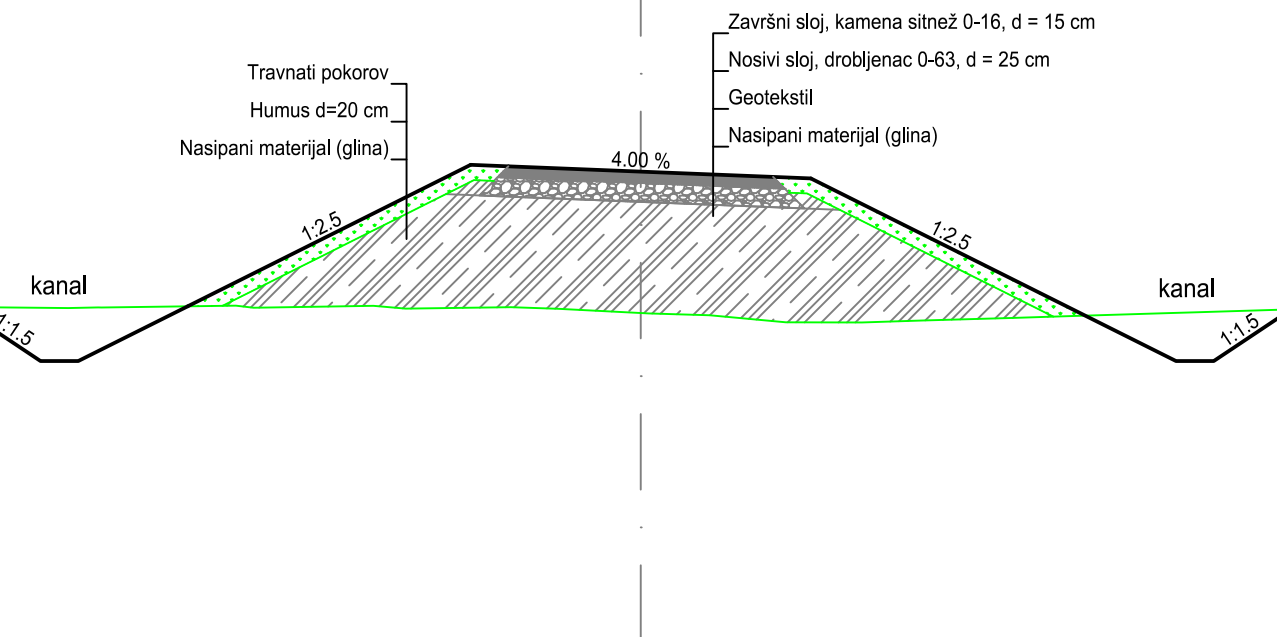 Završni sloj, kamena sitnež 0-16, d = 15 cm
Nosivi sloj, drobljenac 0-63, d = 25 cm
Geotekstil
Nasipani materijal (glina)
Travnati pokorov
Humus d=20 cm
Nasipani materijal (glina)
4.00 %
1:2.5
1:2.5
kanal
kanal
1:1.5
1:1.5